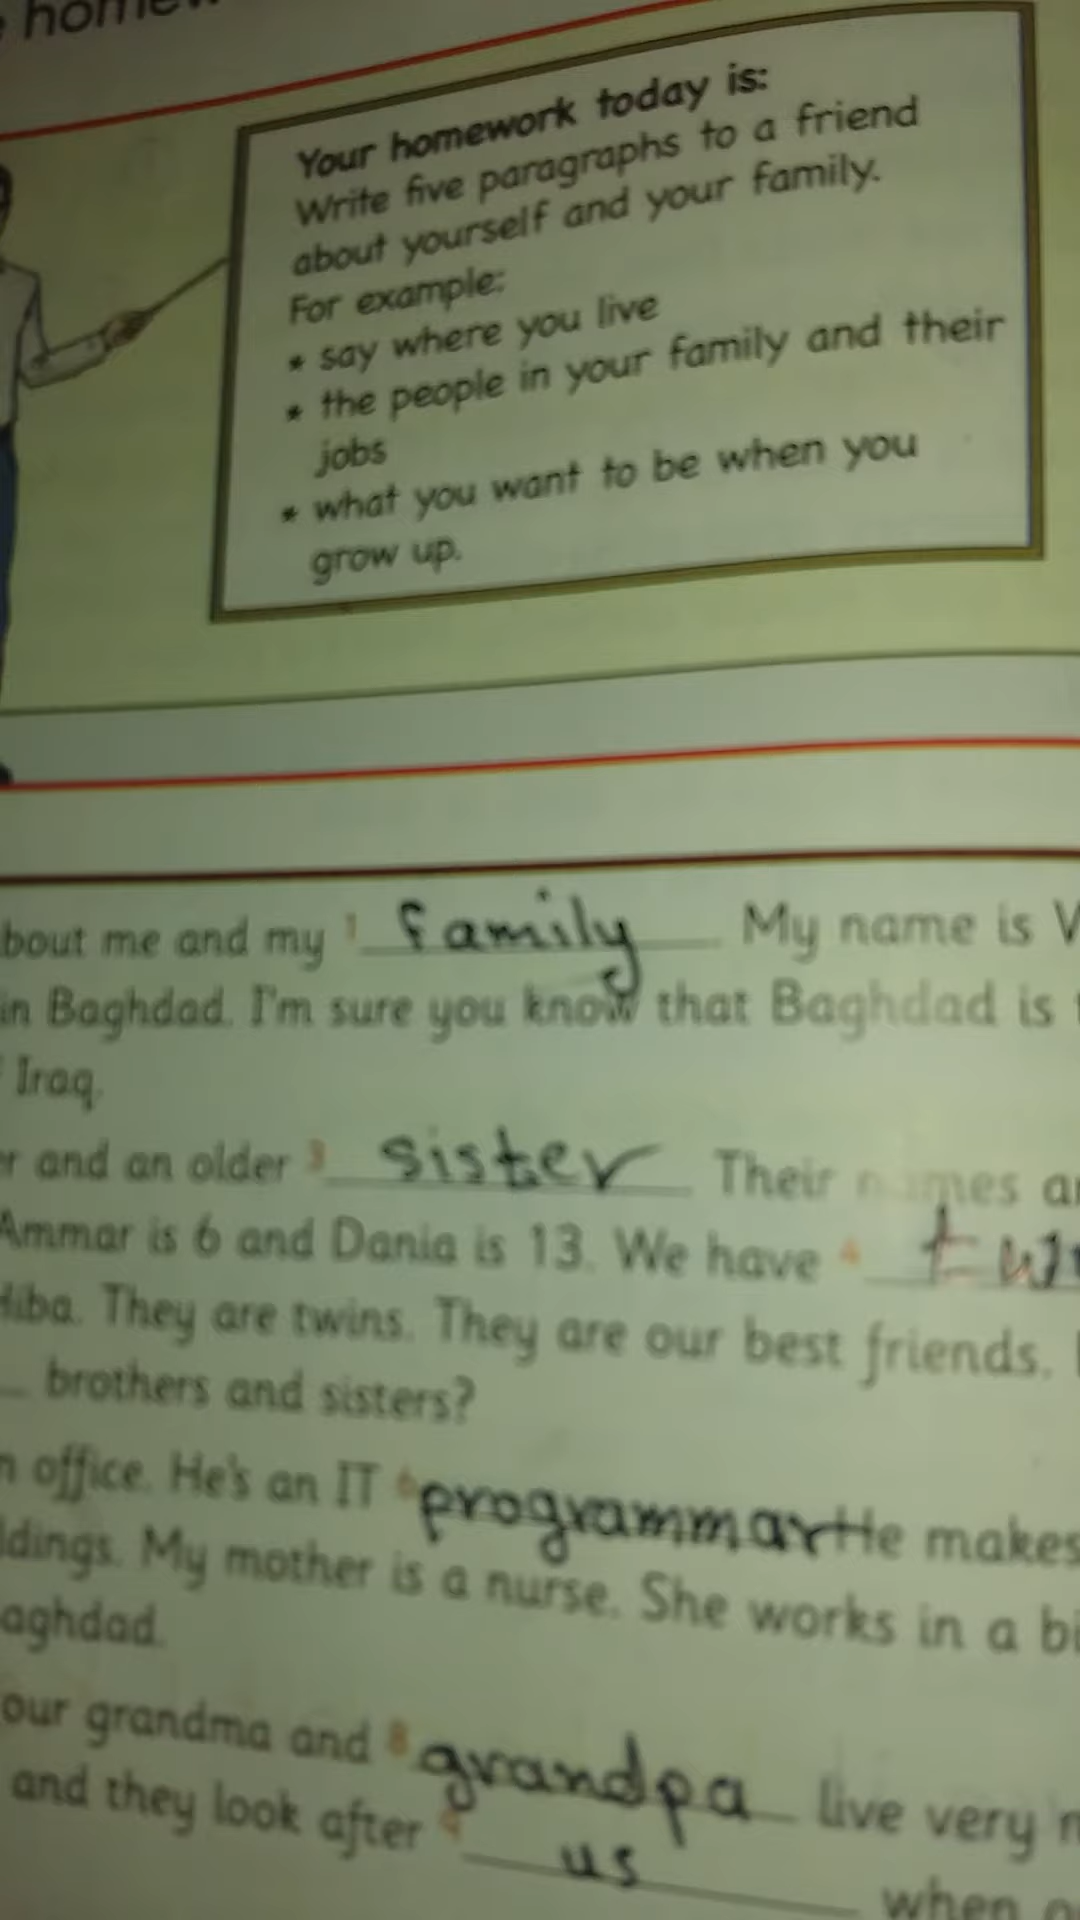 Your homework today is:
Write five paragraphs to a friend
about yourself and your family.
For example:
* say where you live
* the people in your family and their
jobs
* what you want to be when you
grow up.
bout me and my 1 family My name is
in Baghdad. I'm sure you know that Baghdad is
Iraq.
er and an older 3 sister Their names
Ammar is 6 and Dania is 13. We have 4
Hiba. They are twins. They are our best friends.
brothers and sisters?
office. He's an IT 6 programmar He makes
ldings. My mother is a nurse. She works in a
aghdad.
our grandma and 8 grandpa live very
and they look after 9 us when